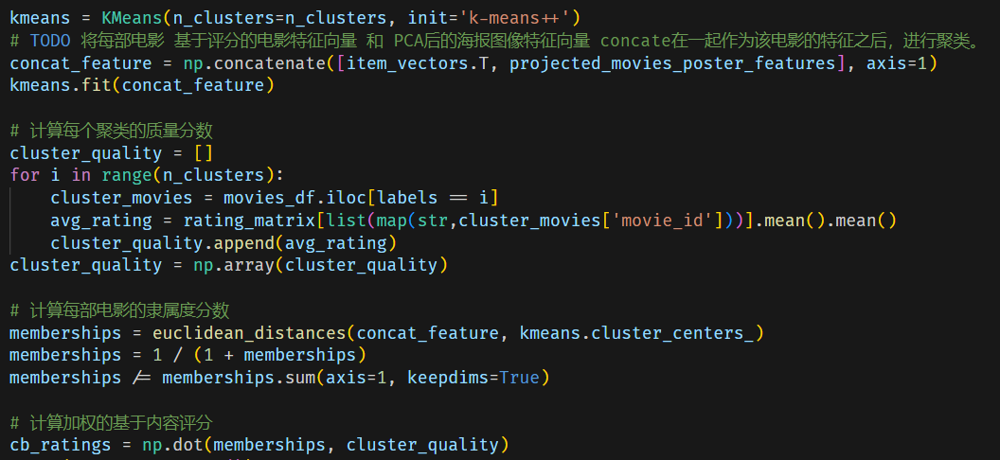 kmeans = KMeans(n_clusters=n_clusters, init='k-means++')
# TODO 将每部电影 基于评分的电影特征向量 和 PCA后的海报图像特征向量 concate在一起作为该电影的特征之后，进行聚类。
concat_feature = np.concatenate([item_vectors.T, projected_movies_poster_features], axis=1)
kmeans.fit(concat_feature)
# 计算每个聚类的质量分数
cluster_quality = []
for i in range(n_clusters):
    cluster_movies = movies_df.iloc[labels == i]
    avg_rating = rating_matrix[list(map(str,cluster_movies['movie_id']))].mean().mean()
    cluster_quality.append(avg_rating)
cluster_quality = np.array(cluster_quality)
# 计算每部电影的隶属度分数
memberships = euclidean_distances(concat_feature, kmeans.cluster_centers_)
memberships = 1 / (1 + memberships)
memberships /= memberships.sum(axis=1, keepdims=True)
# 计算加权的基于内容评分
cb_ratings = np.dot(memberships, cluster_quality)